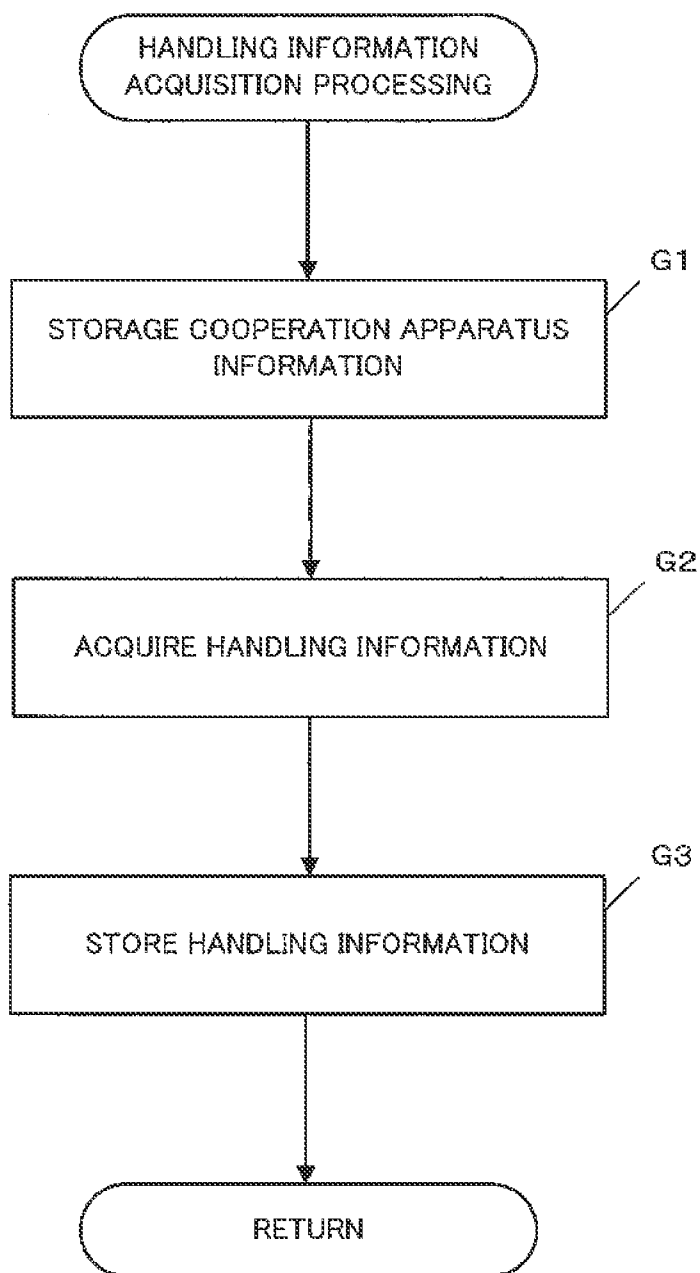 HANDLING INFORMATION
ACQUISITION PROCESSING
G1
STORAGE COOPERATION APPARATUS
INFORMATION
G2
ACQUIRE HANDLING INFORMATION
G3
STORE HANDLING INFORMATION
RETURN